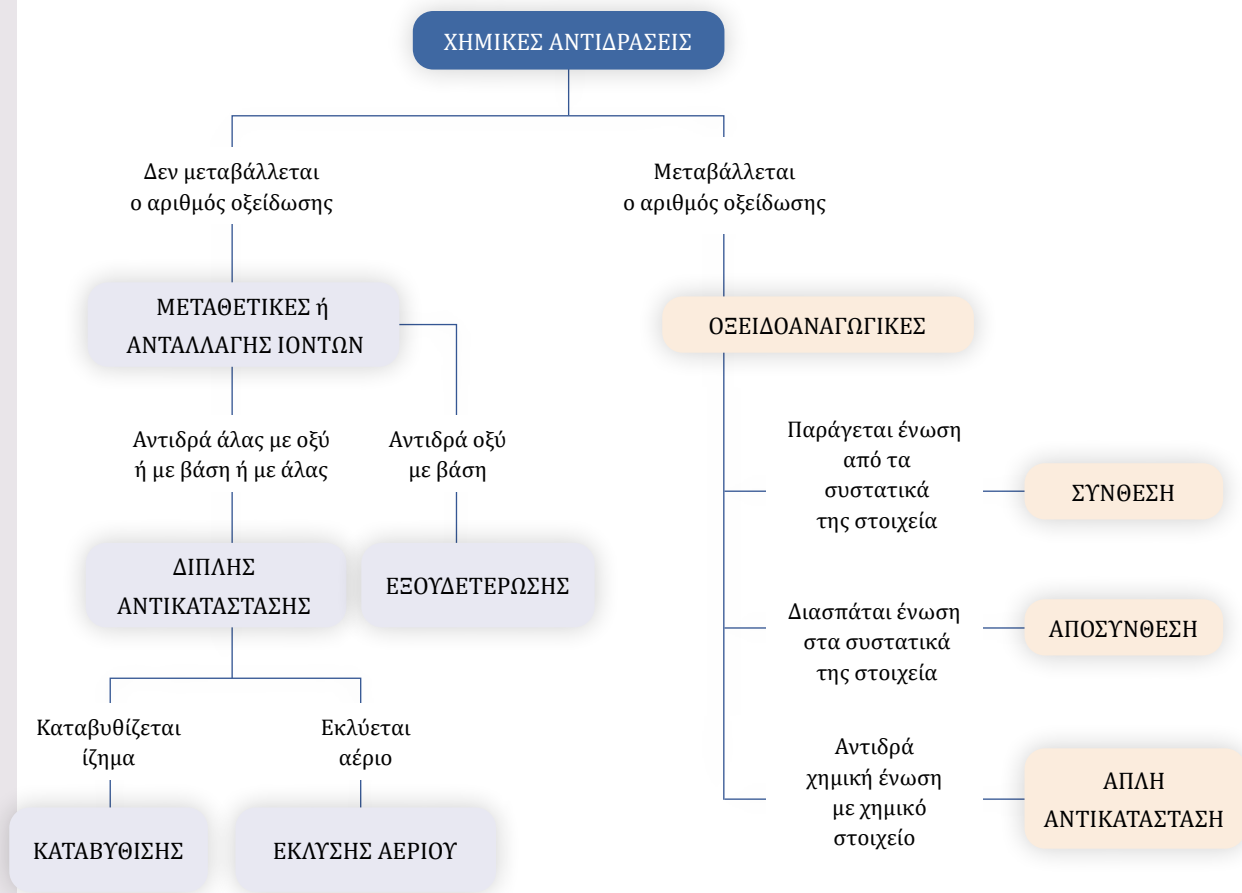 ΧΗΜΙΚΕΣ ΑΝΤΙΔΡΑΣΕΙΣ
Δεν μεταβάλλεται
ο αριθμός οξείδωσης
Μεταβάλλεται
ο αριθμός οξείδωσης
ΜΕΤΑΘΕΤΙΚΕΣ ή
ΑΝΤΑΛΛΑΓΗΣ ΙΟΝΤΩΝ
ΟΞΕΙΔΟΑΝΑΓΩΓΙΚΕΣ
Αντιδρά άλας με οξύ
ή με βάση ή με άλας
Αντιδρά οξύ
με βάση
Παράγεται ένωση
από τα
συστατικά
της στοιχεία
ΣΥΝΘΕΣΗ
ΔΙΠΛΗΣ
ΑΝΤΙΚΑΤΑΣΤΑΣΗΣ
ΕΞΟΥΔΕΤΕΡΩΣΗΣ
Διασπάται ένωση
στα συστατικά
της στοιχεία
ΑΠΟΣΥΝΘΕΣΗ
Καταβυθίζεται
ίζημα
Εκλύεται
αέριο
Αντιδρά
χημική ένωση
με χημικό
στοιχείο
ΑΠΛΗ
ΑΝΤΙΚΑΤΑΣΤΑΣΗ
ΚΑΤΑΒΥΘΙΣΗΣ
ΕΚΛΥΣΗΣ ΑΕΡΙΟΥ